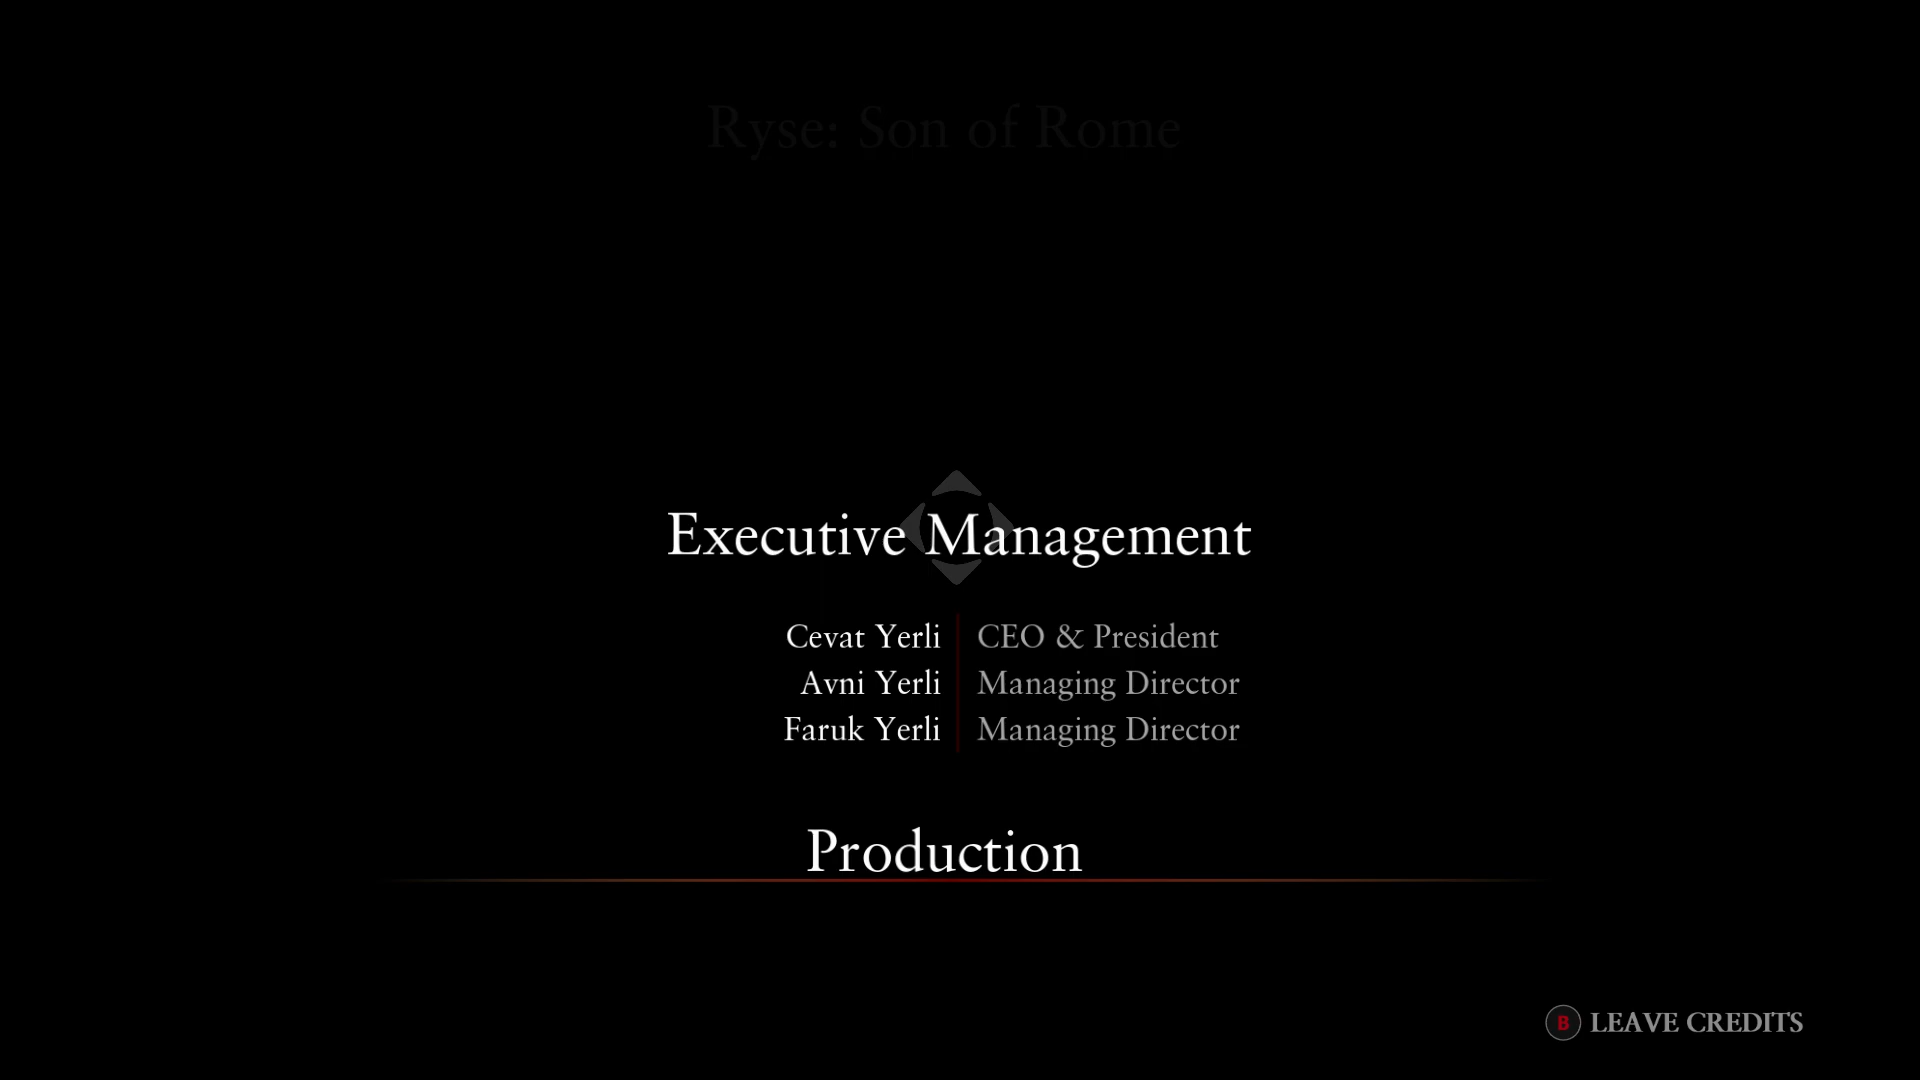 Ryse: Son of Rome
Executive Management
Cevat Yerli CEO & President
Avni Yerli Managing Director
Faruk Yerli Managing Director
Production
B LEAVE CREDITS